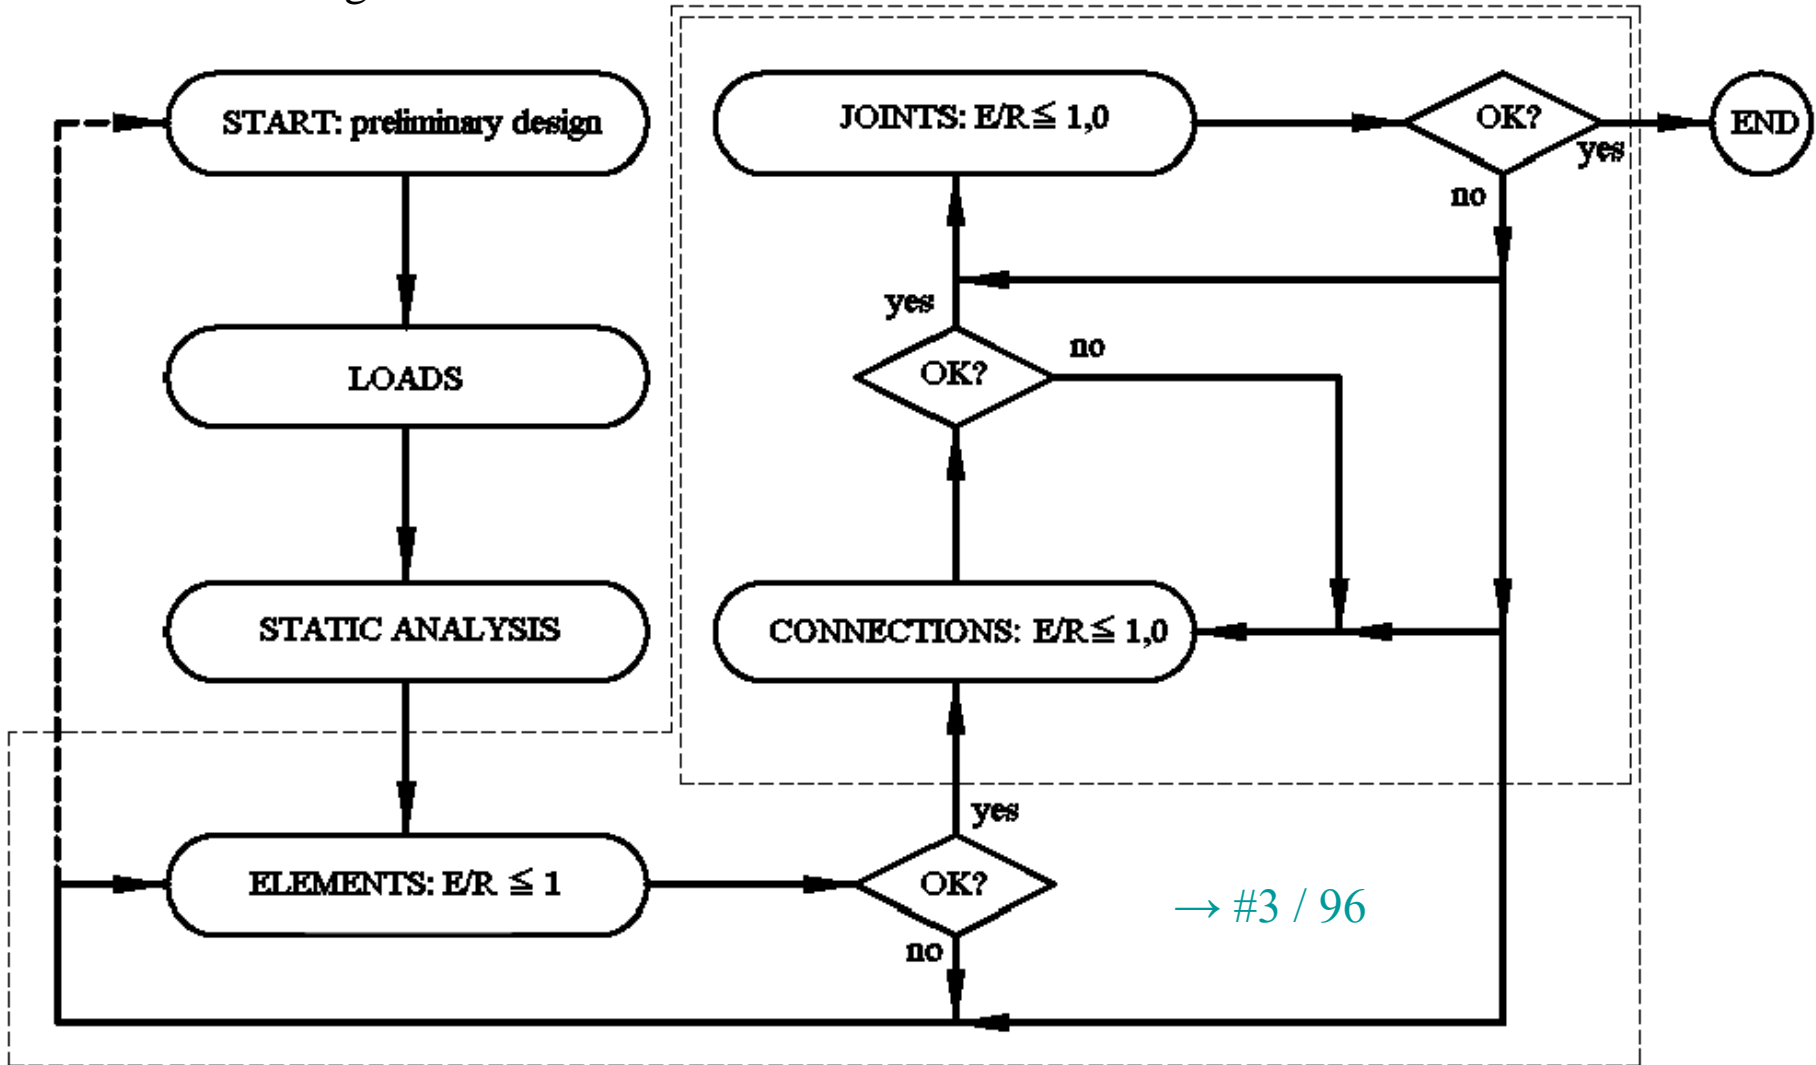 START: preliminary design
LOADS
STATIC ANALYSIS
ELEMENTS: E/R ≦ 1
OK?
yes
no
CONNECTIONS: E/R ≦ 1,0
OK?
yes
no
JOINTS: E/R ≦ 1,0
OK?
yes
no
END
→ #3 / 96